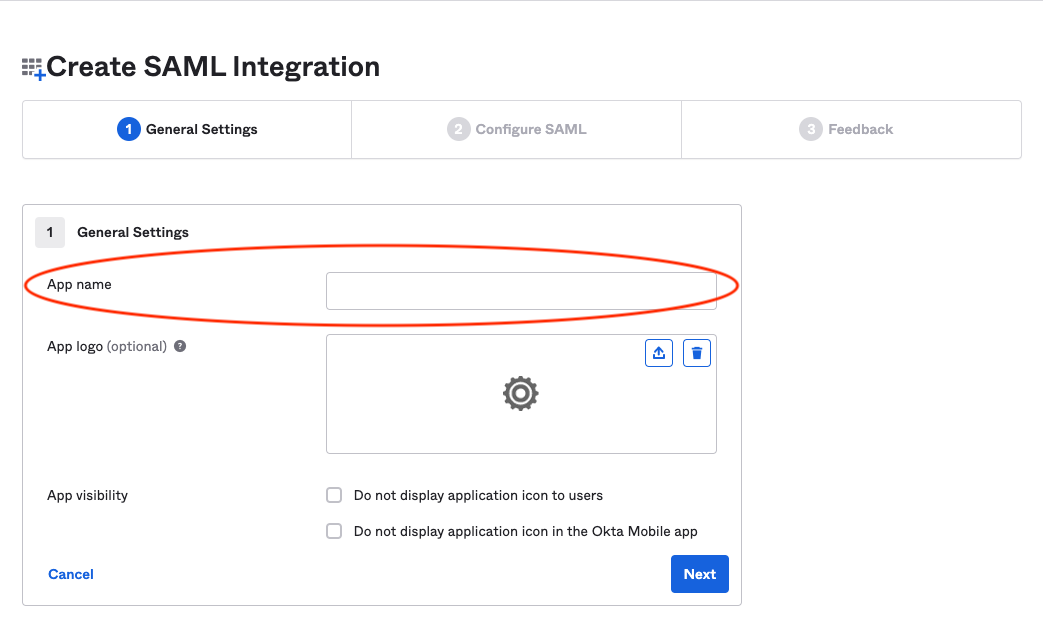 Create SAML Integration
1 General Settings
2 Configure SAML
3 Feedback
1 General Settings
App name
App logo (optional) ?
App visibility
Do not display application icon to users
Do not display application icon in the Okta Mobile app
Cancel
Next